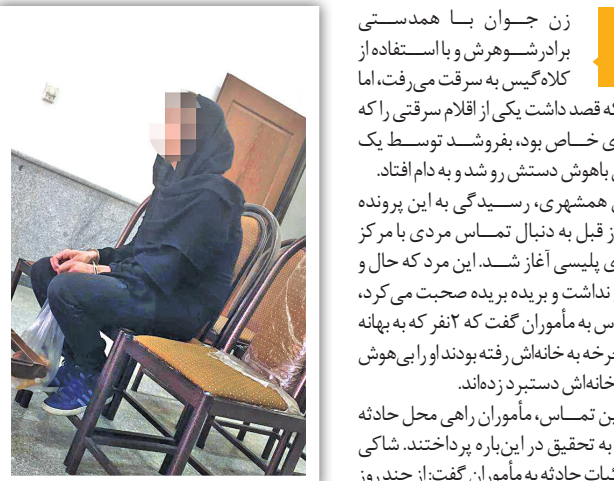 زن جوان با همدستی
برادرشوهرش و با استفاده از
کلاه‌گیس به سرقت می‌رفت، اما
که قصد داشت یکی از اقلام سرقتی را که
خاص بود، بفروشد توسط یک
باهوش دستش رو شد و به دام افتاد.
همشهری، رسیدگی به این پرونده
از قبل به دنبال تماس مردی با مرکز
پلیسی آغاز شد. این مرد که حال و
نداشت و بریده بریده صحبت می‌کرد،
به مأموران گفت که ۲نفر که به بهانه
به خانه‌اش رفته بودند او را بی‌هوش
خانه‌اش دستبرد زده‌اند.
تماس، مأموران راهی محل حادثه
به تحقیق در این‌باره پرداختند. شاکی
حادثه به مأموران گفت: از چند روز